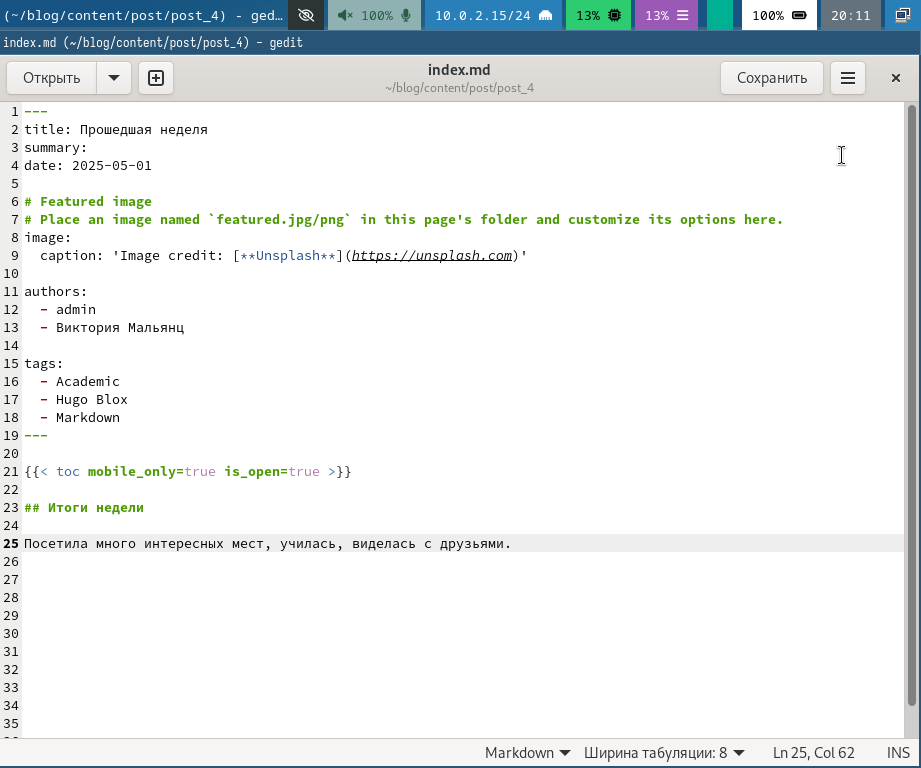 (~/blog/content/post/post_4) - ged…
100%
10.0.2.15/24
13%
13%
100%
20:11
index.md (~/blog/content/post/post_4) - gedit
Открыть
index.md
~/blog/content/post/post_4
Сохранить
1 ---
2 title: Прошедшая неделя
3 summary:
4 date: 2025-05-01
5
6 # Featured image
7 # Place an image named `featured.jpg/png` in this page's folder and customize its options here.
8 image:
9   caption: 'Image credit: [**Unsplash**](https://unsplash.com)'
10
11 authors:
12   - admin
13   - Виктория Мальянц
14
15 tags:
16   - Academic
17   - Hugo Blox
18   - Markdown
19 ---
20
21 {{< toc mobile_only=true is_open=true >}}
22
23 ## Итоги недели
24
25 Посетила много интересных мест, училась, виделась с друзьями.
26
27
28
29
30
31
32
33
34
35
Markdown
Ширина табуляции: 8
Ln 25, Col 62
INS